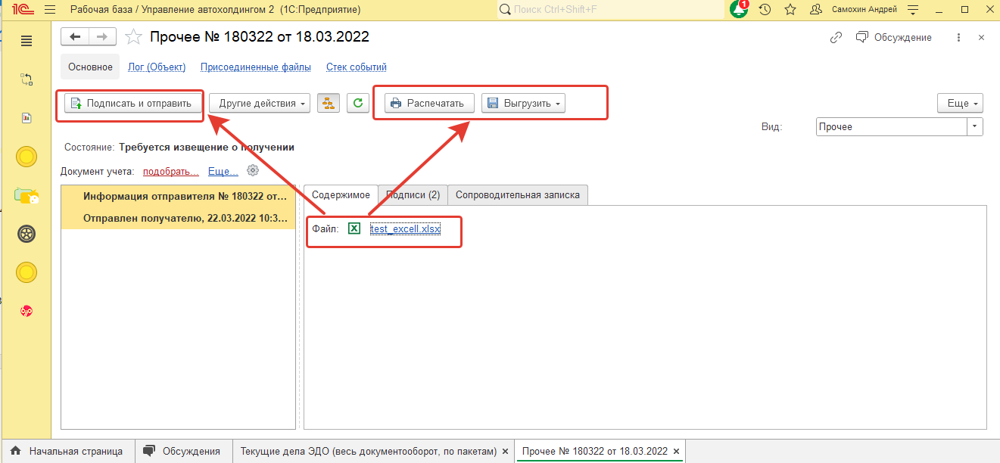 1С Рабочая база / Управление автохолдингом 2 (1С:Предприятие) Поиск Ctrl+Shift+F 1 Самохин Андрей
Прочее № 180322 от 18.03.2022 Обсуждение
Основное Лог (Объект) Присоединенные файлы Стек событий
Подписать и отправить Другие действия Распечатать Выгрузить Еще
Вид: Прочее
Состояние: Требуется извещение о получении
Документ учета: подобрать... Еще...
Информация отправителя № 180322 от...
Отправлен получателю, 22.03.2022 10:3...
Содержимое Подписи (2) Сопроводительная записка
Файл: test_excell.xlsx
Начальная страница Обсуждения Текущие дела ЭДО (весь документооборот, по пакетам) Прочее № 180322 от 18.03.2022